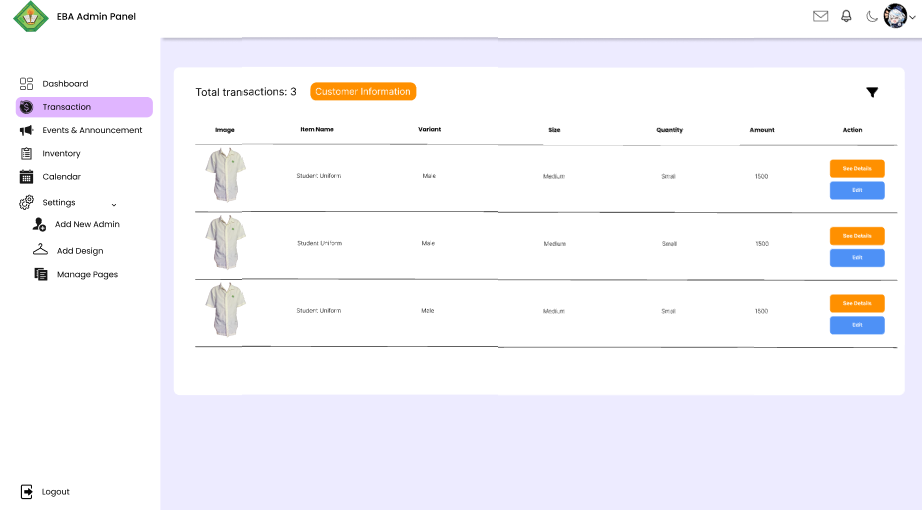 EBA Admin Panel
Dashboard
Transaction
Events & Announcement
Inventory
Calendar
Settings
Add New Admin
Add Design
Manage Pages
Logout
Total transactions: 3 Customer Information
Image Item Name Variant Size Quantity Amount Action
Student Uniform Male Medium Small 1500 See Details
Edit
Student Uniform Male Medium Small 1500 See Details
Edit
Student Uniform Male Medium Small 1500 See Details
Edit